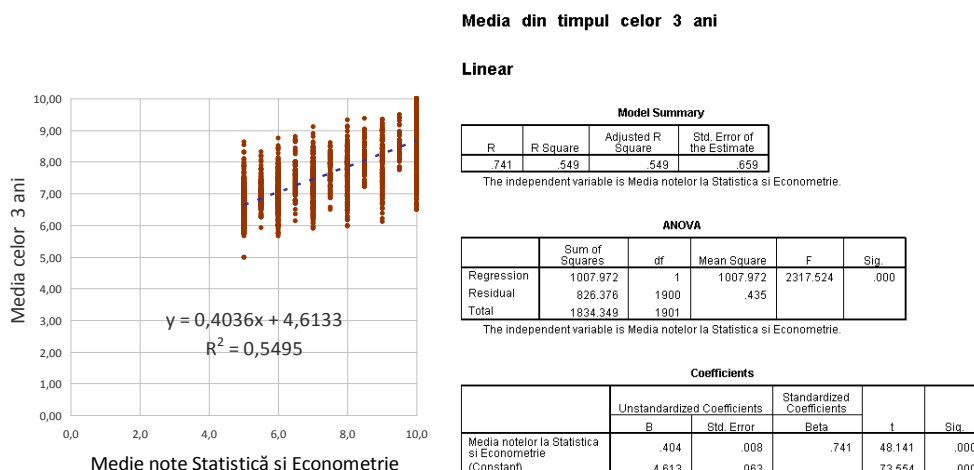 Media din timpul celor 3 ani
Linear
Model Summary
R R Square Adjusted R Square Std. Error of the Estimate
.741 .549 .549 .659
The independent variable is Media notelor la Statistica si Econometrie.
ANOVA
Sum of Squares df Mean Square F Sig.
Regression 1007.972 1 1007.972 2317.524 .000
Residual 826.376 1900 .435
Total 1834.349 1901
The independent variable is Media notelor la Statistica si Econometrie.
Coefficients
Unstandardized Coefficients Standardized Coefficients
B Std. Error Beta t Sig.
Media notelor la Statistica si Econometrie .404 .008 .741 48.141 .000
(Constant) 4.613 .063 73.554 .000
Media celor 3 ani
10,00
9,00
8,00
7,00
6,00
5,00
4,00
3,00
2,00
1,00
0,00
y = 0,4036x + 4,6133
R² = 0,5495
0,0 2,0 4,0 6,0 8,0 10,0
Medie note Statistică si Econometrie